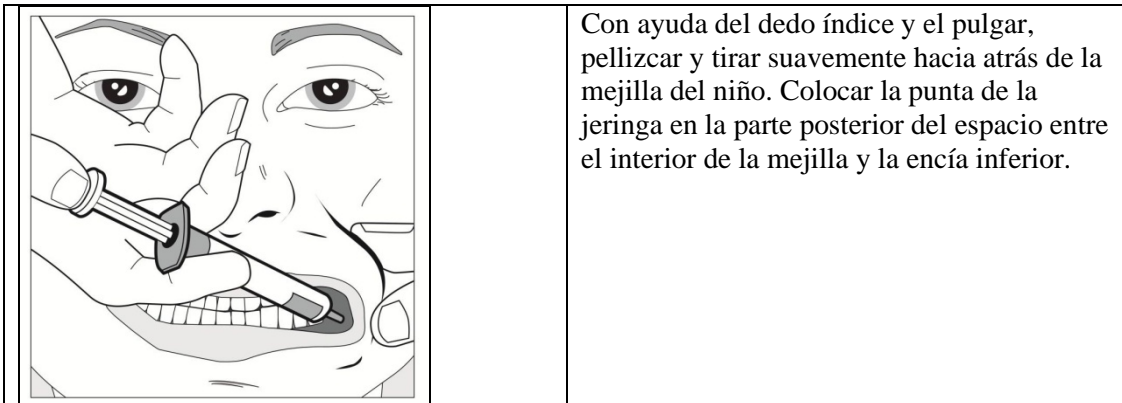 Con ayuda del dedo índice y el pulgar,
pellizcar y tirar suavemente hacia atrás de la
mejilla del niño. Colocar la punta de la
jeringa en la parte posterior del espacio entre
el interior de la mejilla y la encía inferior.